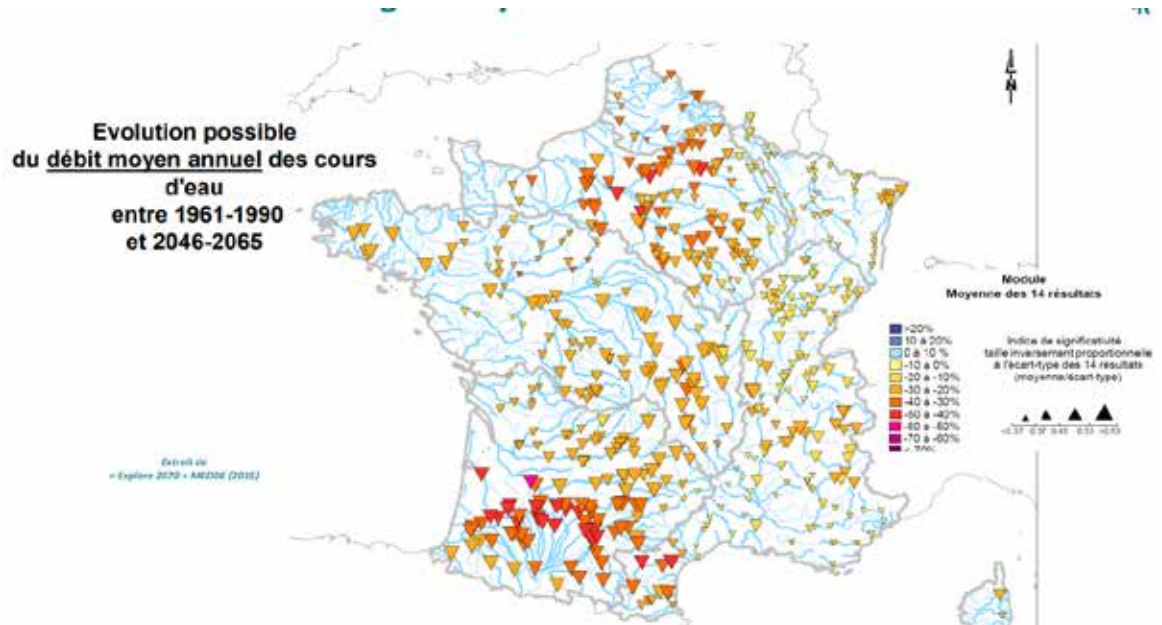 Evolution possible
du débit moyen annuel des cours
d'eau
entre 1961-1990
et 2046-2065
N
Module
Moyenne des 14 résultats
>20%
10 à 20%
0 à 10 %
-10 à 0%
-20 à -10%
-30 à -20%
-40 à -30%
-50 à -40%
-60 à -50%
-70 à -60%
Indice de significativité
taille inversement proportionnelle
à l'écart-type des 14 résultats
(moyenne/écart-type)
Extrait de
« Explore 2070 »